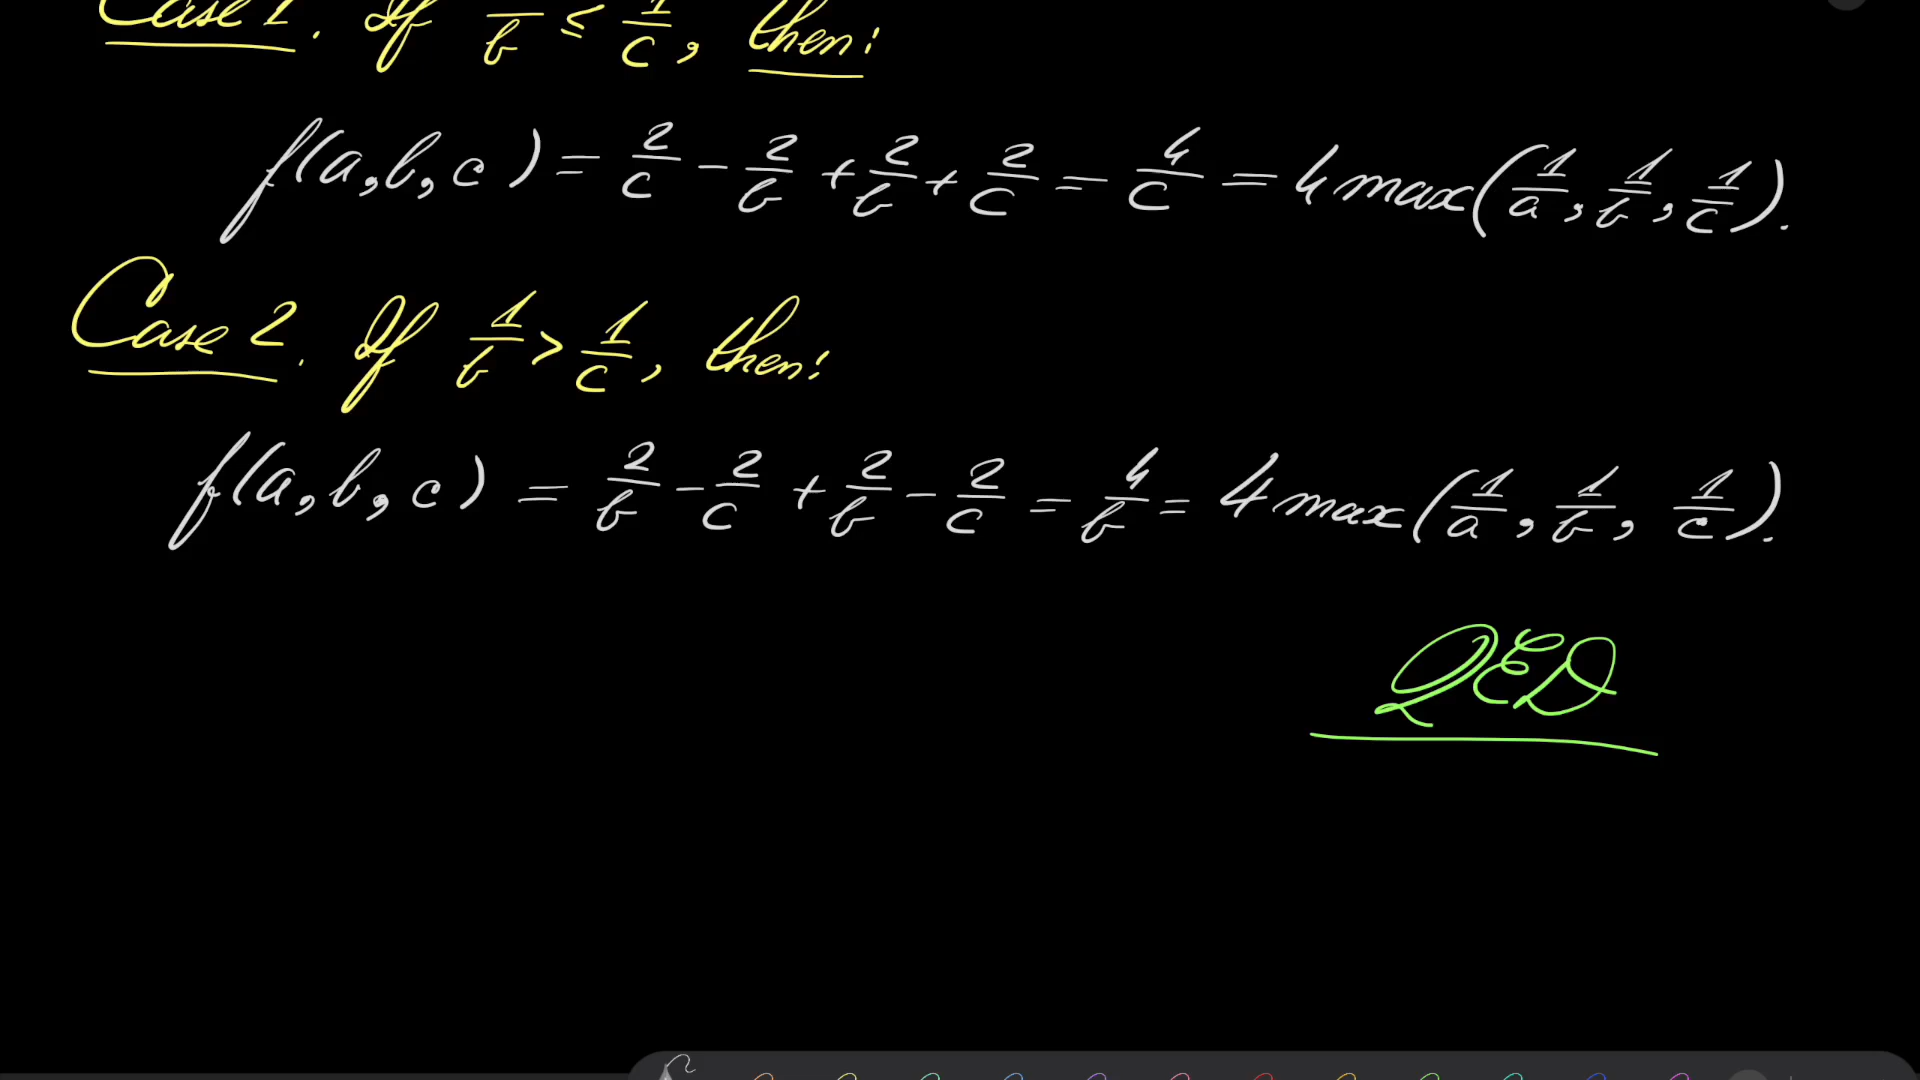 Case 1. If 1/b ≤ 1/c, then:
f(a,b,c) = 2/c - 2/b + 2/b + 2/c = 4/c = 4max(1/a, 1/b, 1/c).
Case 2. If 1/b > 1/c, then:
f(a,b,c) = 2/b - 2/c + 2/b - 2/c = 4/b = 4max(1/a, 1/b, 1/c).
QED